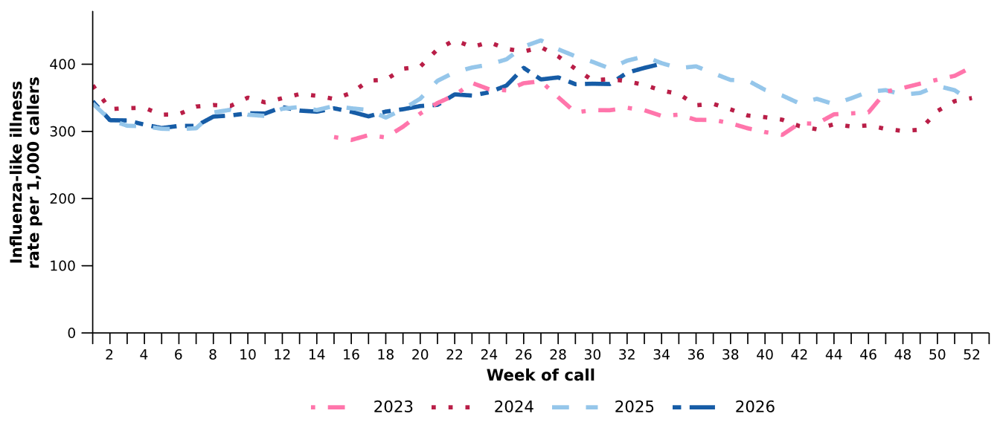 Influenza-like illness
rate per 1,000 callers
400
300
200
100
0
2 4 6 8 10 12 14 16 18 20 22 24 26 28 30 32 34 36 38 40 42 44 46 48 50 52
Week of call
2023 2024 2025 2026